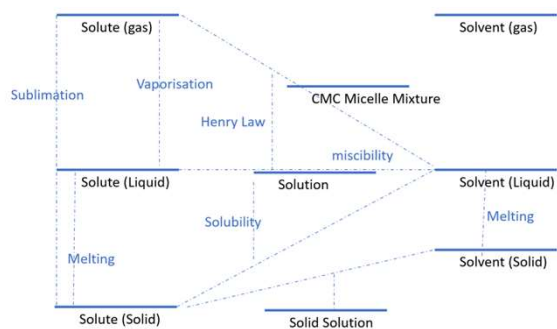 Solute (gas)
Solvent (gas)
Sublimation
Vaporisation
CMC Micelle Mixture
Henry Law
miscibility
Solute (Liquid)
Solution
Solvent (Liquid)
Solubility
Melting
Melting
Solvent (Solid)
Solute (Solid)
Solid Solution